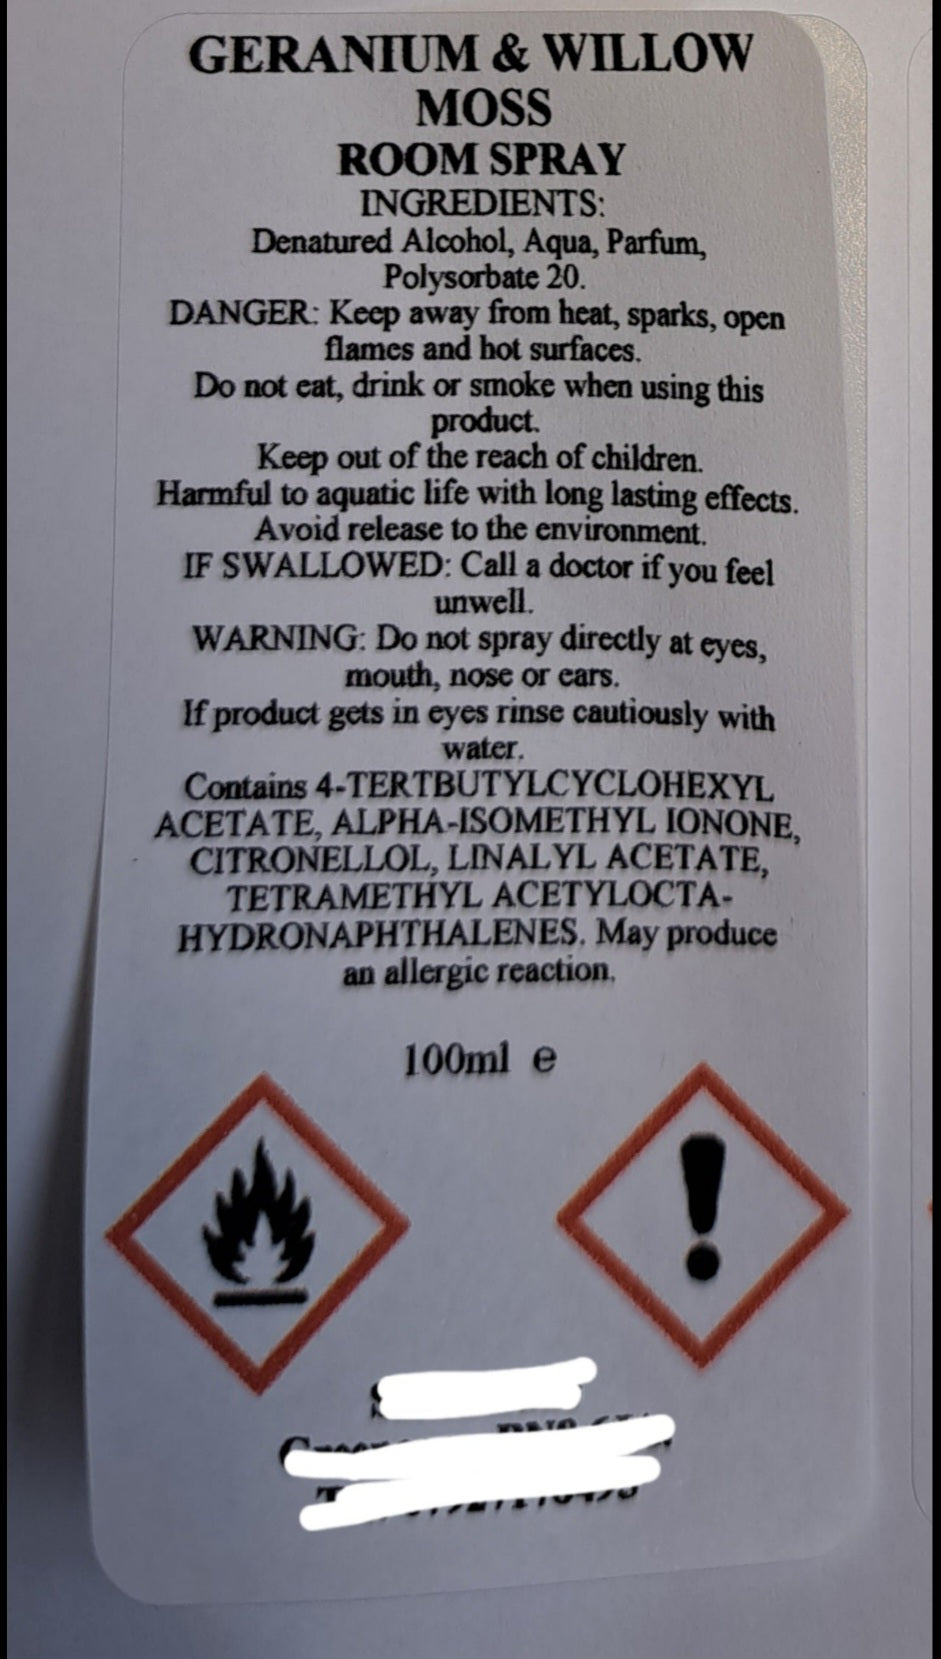 GERANIUM & WILLOW
MOSS
ROOM SPRAY
INGREDIENTS:
Denatured Alcohol, Aqua, Parfum,
Polysorbate 20.
DANGER: Keep away from heat, sparks, open
flames and hot surfaces.
Do not eat, drink or smoke when using this
product.
Keep out of the reach of children.
Harmful to aquatic life with long lasting effects.
Avoid release to the environment.
IF SWALLOWED: Call a doctor if you feel
unwell.
WARNING: Do not spray directly at eyes,
mouth, nose or ears.
If product gets in eyes rinse cautiously with
water.
Contains 4-TERTBUTYLCYCLOHEXYL
ACETATE, ALPHA-ISOMETHYL IONONE,
CITRONELLOL, LINALYL ACETATE,
TETRAMETHYL ACETYLOCTA-
HYDRONAPHTHALENES. May produce
an allergic reaction.
100ml e